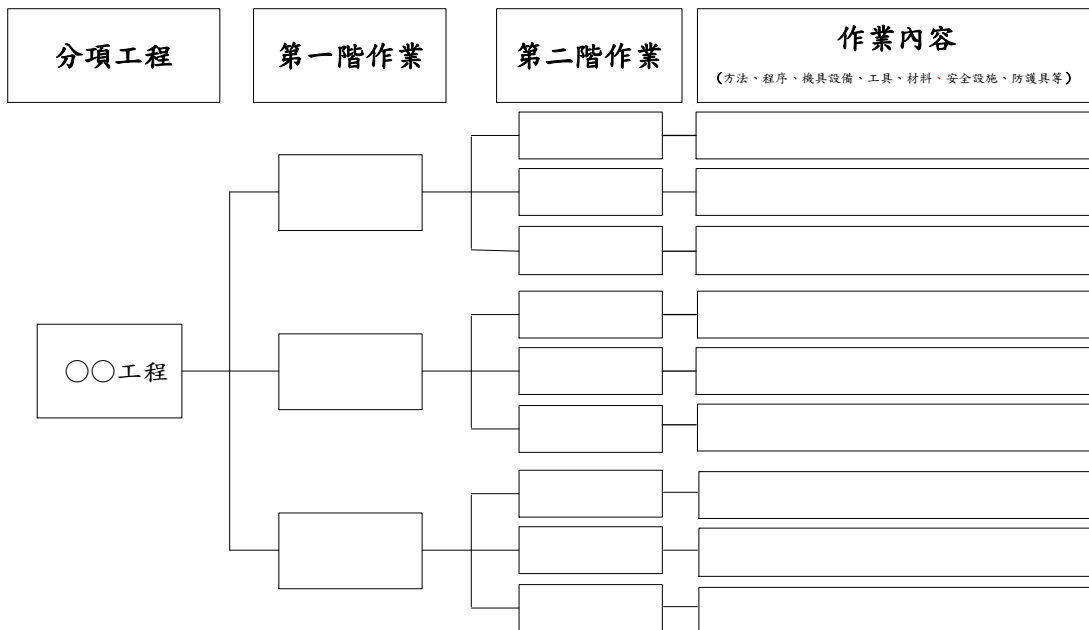 分項工程
第一階作業
第二階作業
作業內容
(方法、程序、機具設備、工具、材料、安全設施、防護具等)
○○工程